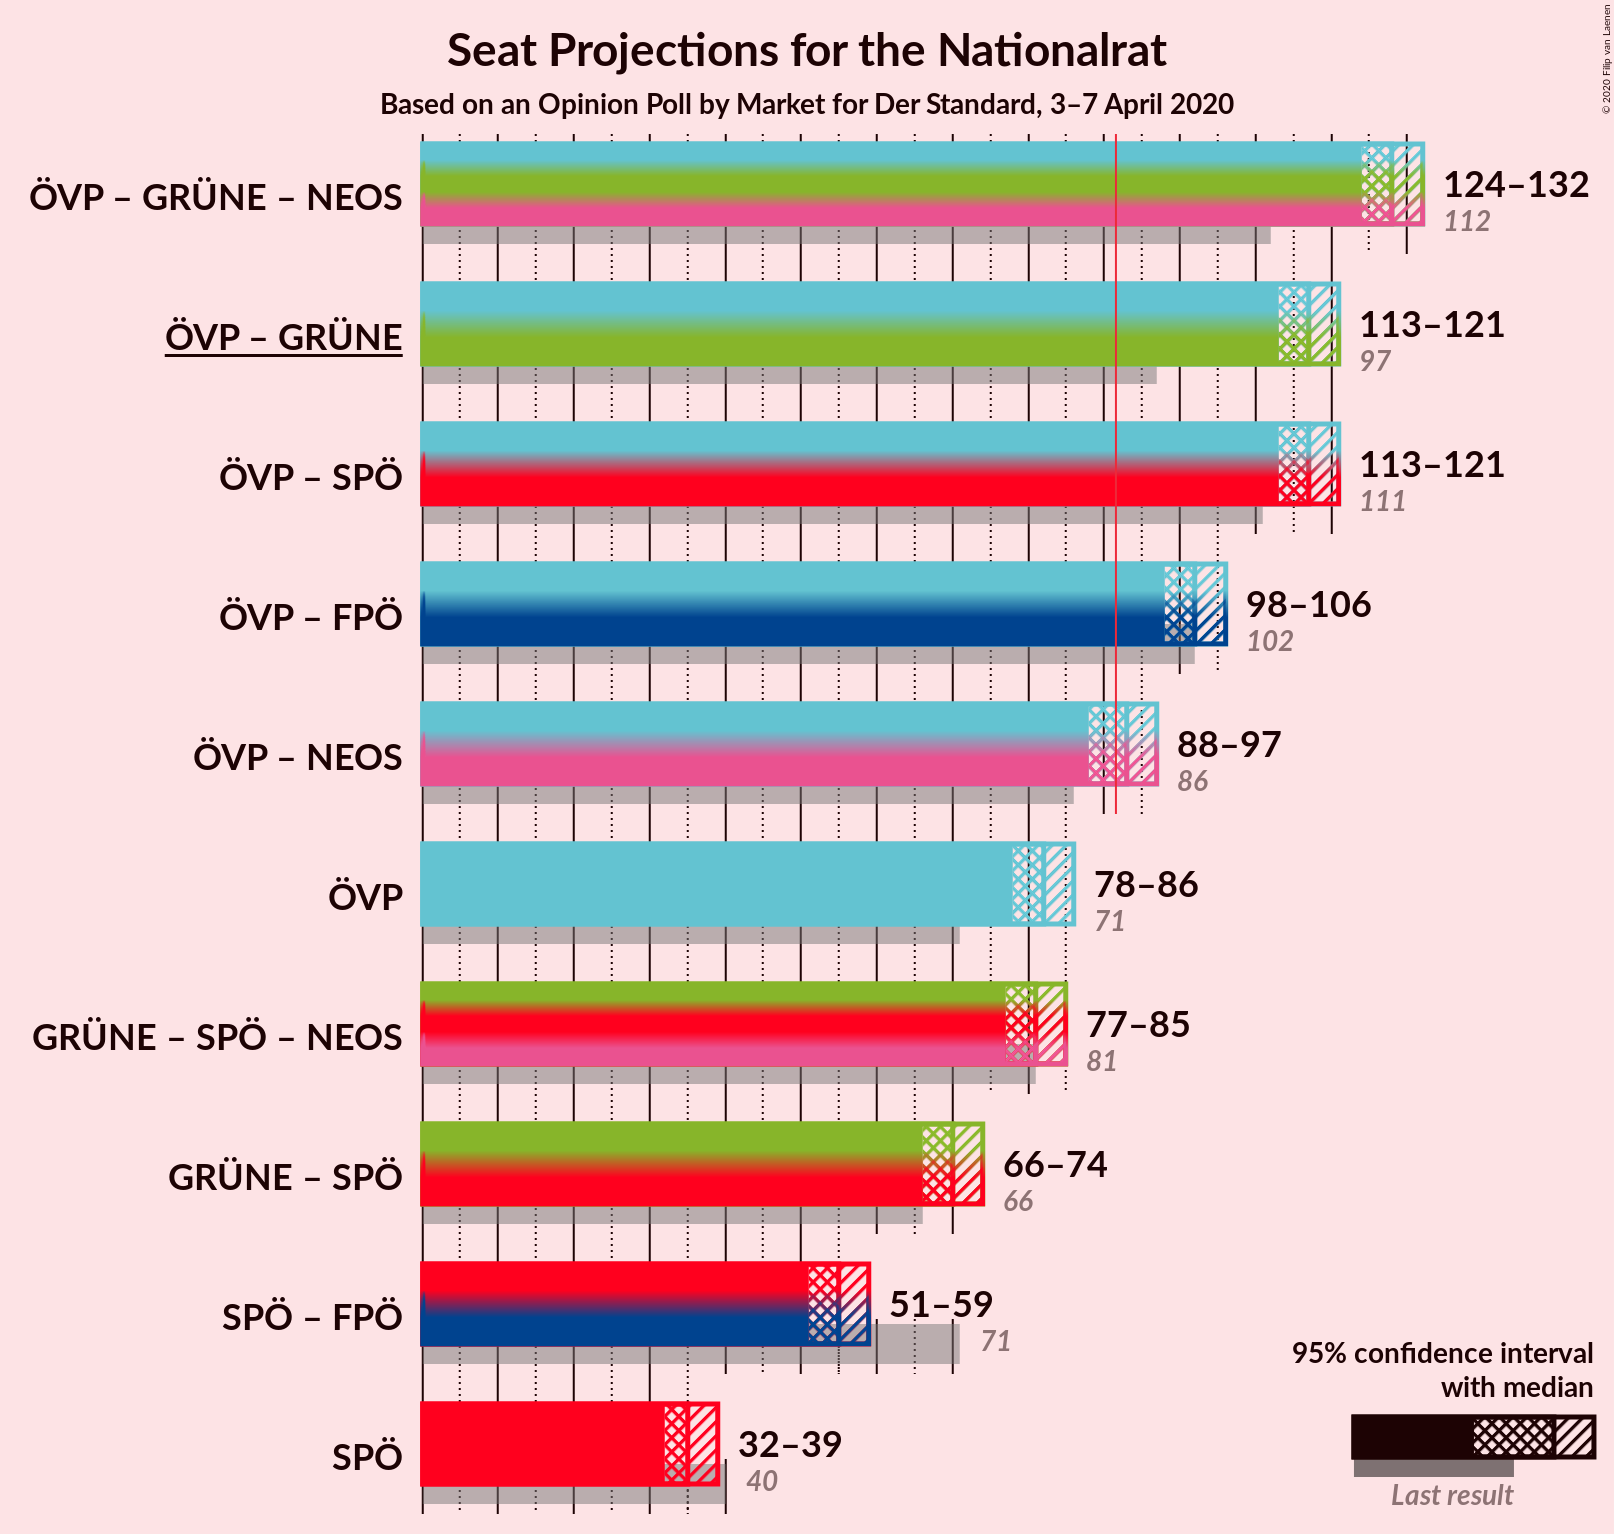 Seat Projections for the Nationalrat
Based on an Opinion Poll by Market for Der Standard, 3–7 April 2020
© 2020 Filip van Laenen
ÖVP – GRÜNE – NEOS
124–132
112
ÖVP – GRÜNE
113–121
97
ÖVP – SPÖ
113–121
111
ÖVP – FPÖ
98–106
102
ÖVP – NEOS
88–97
86
ÖVP
78–86
71
GRÜNE – SPÖ – NEOS
77–85
81
GRÜNE – SPÖ
66–74
66
SPÖ – FPÖ
51–59
71
SPÖ
32–39
40
95% confidence interval
with median
Last result